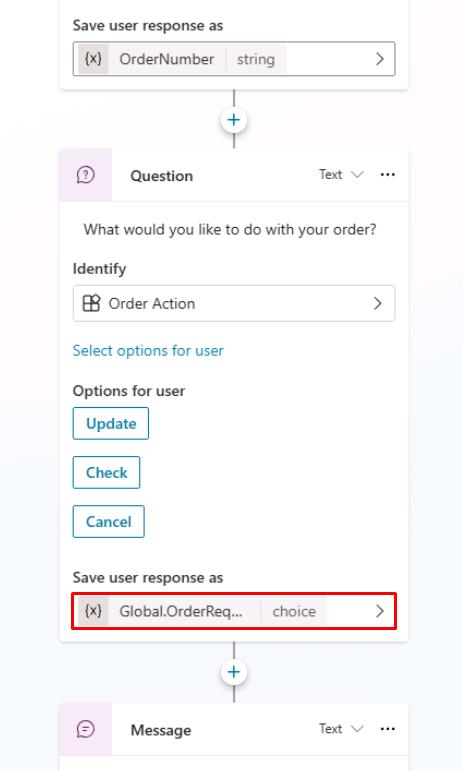 Save user response as
{x} OrderNumber string
Question Text
What would you like to do with your order?
Identify
Order Action
Select options for user
Options for user
Update
Check
Cancel
Save user response as
{x} Global.OrderReq... choice
Message Text